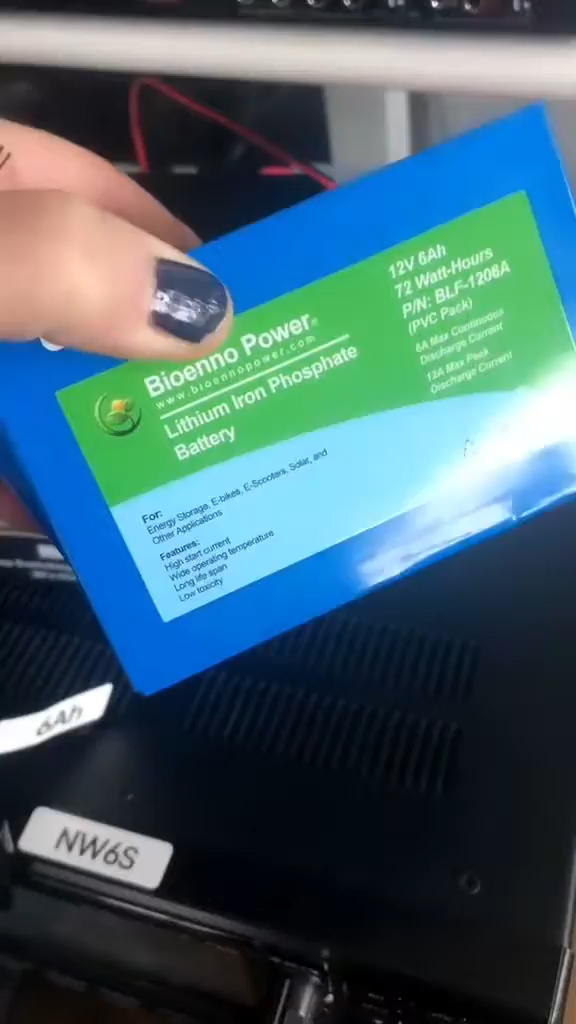 12V 6Ah
72 Watt-Hours
P/N: BLF-1206A
(PVC Pack)
6A Max Continuous
Discharge Current
12A Max Peak
Discharge Current
Bioenno Power®
www.bioennopower.com
Lithium Iron Phosphate
Battery
For:
Energy Storage, E-bikes, E-Scooters, Solar, and
Other Applications
Features:
High start current
Wide operating temperature
Long life span
Low toxicity
6Ah
NW6S